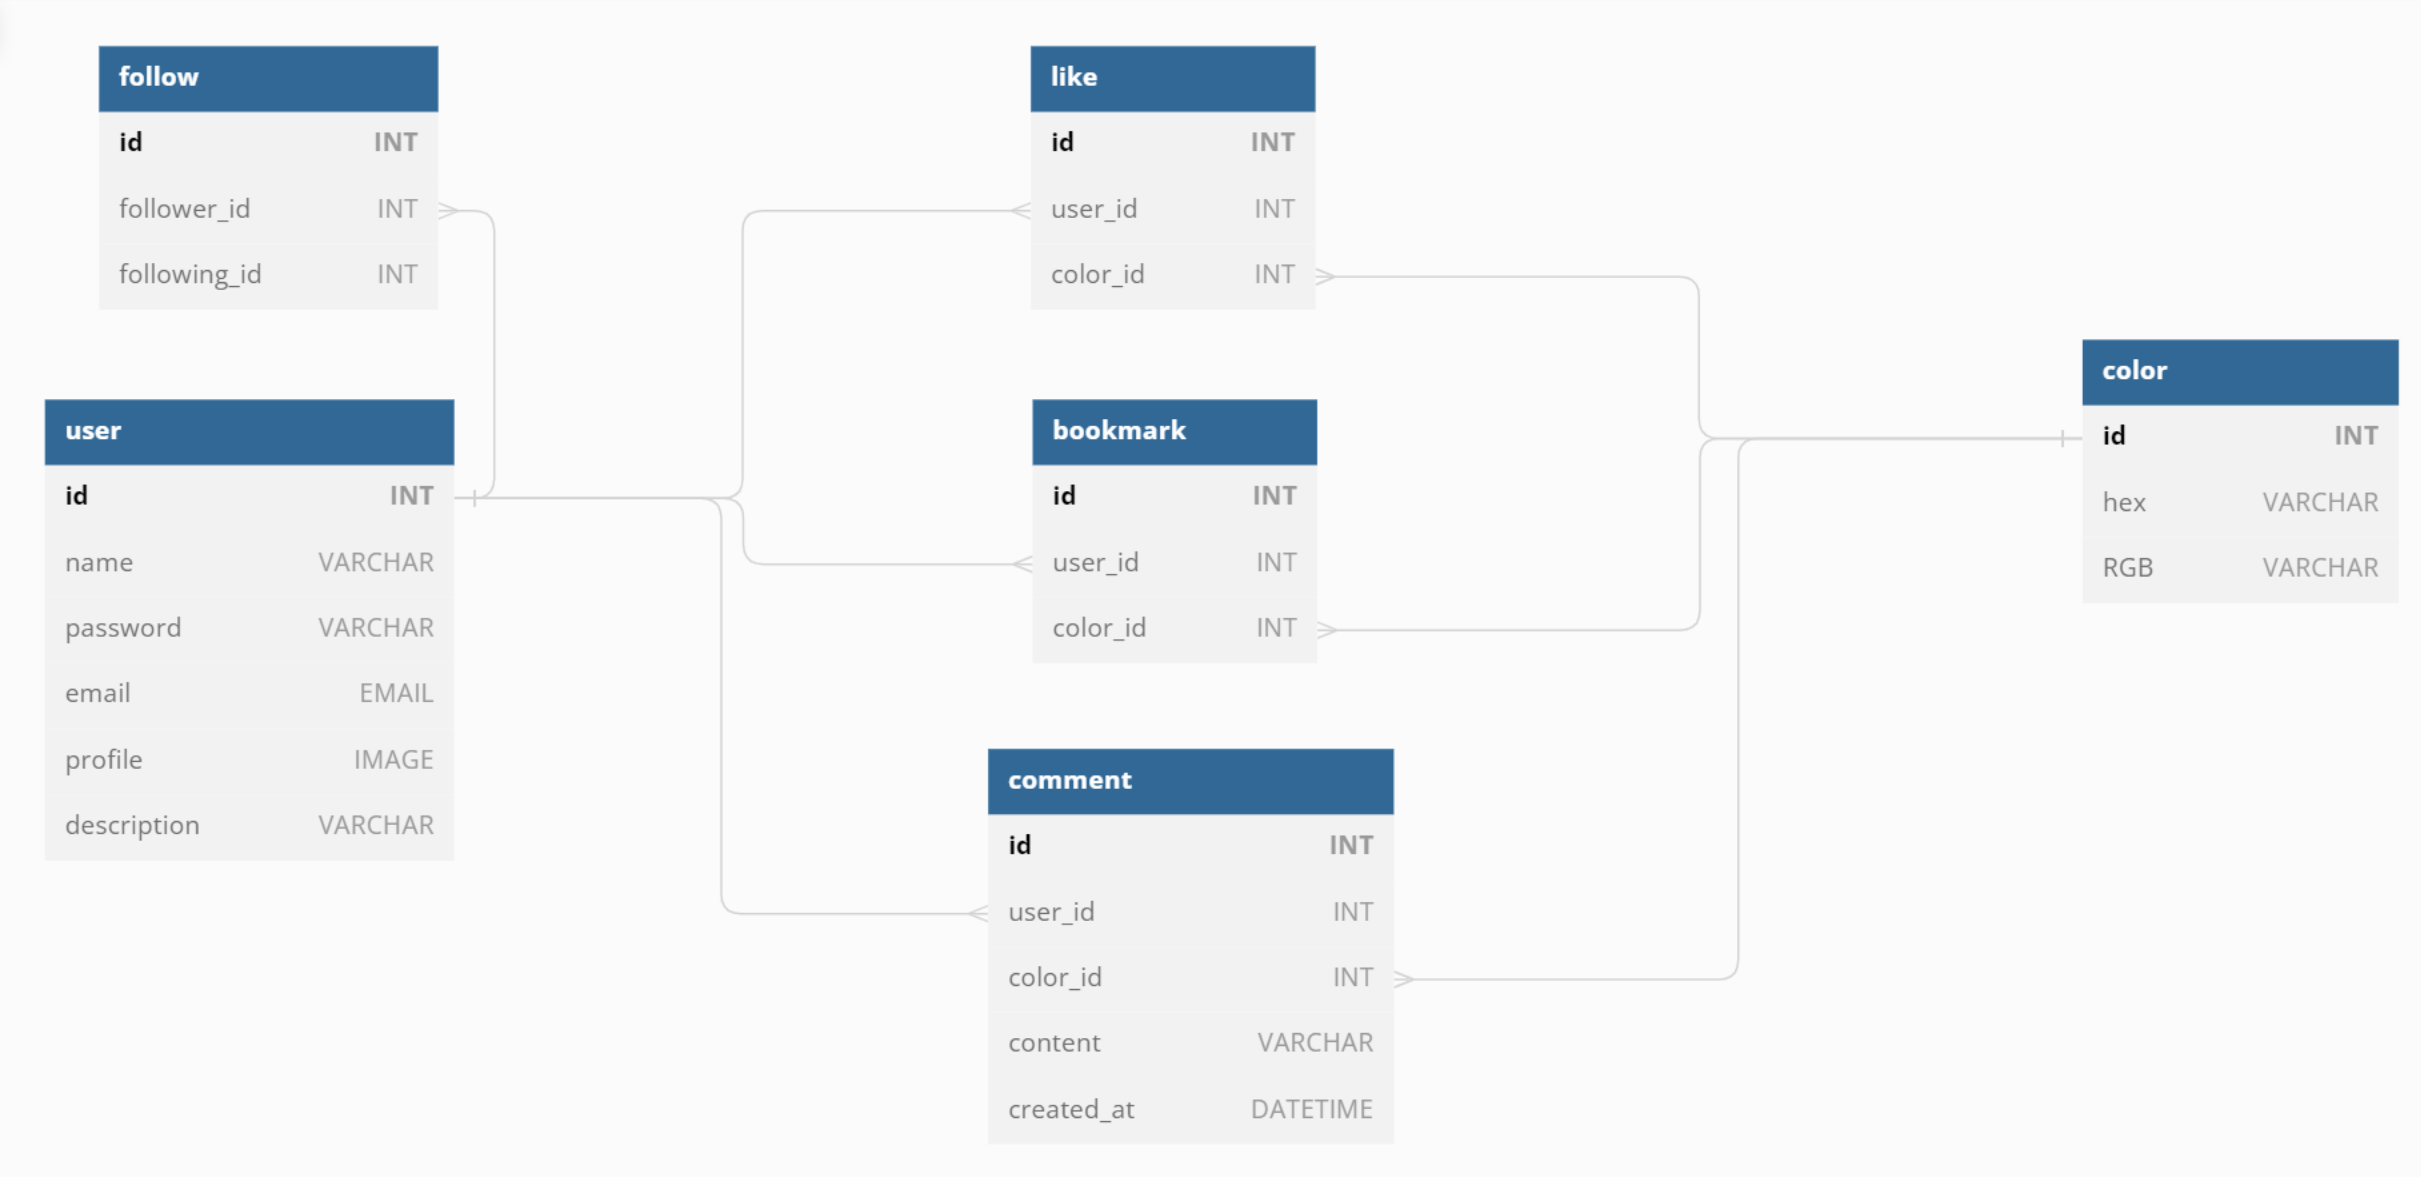 follow
id INT
follower_id INT
following_id INT
user
id INT
name VARCHAR
password VARCHAR
email EMAIL
profile IMAGE
description VARCHAR
like
id INT
user_id INT
color_id INT
bookmark
id INT
user_id INT
color_id INT
comment
id INT
user_id INT
color_id INT
content VARCHAR
created_at DATETIME
color
id INT
hex VARCHAR
RGB VARCHAR